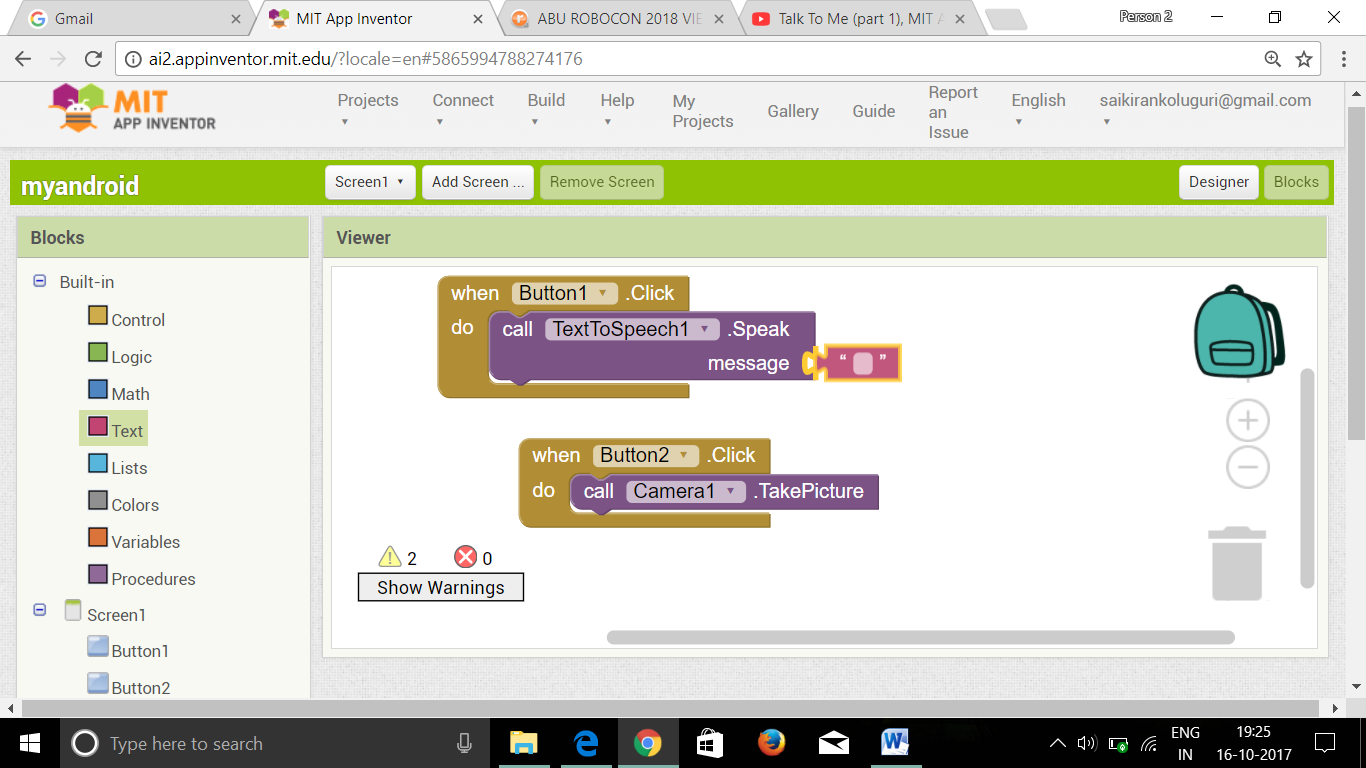 Gmail
MIT App Inventor
ABU ROBOCON 2018 VIE
Talk To Me (part 1), MIT A
Person 2
ai2.appinventor.mit.edu/?locale=en#5865994788274176
MIT
APP INVENTOR
Projects
Connect
Build
Help
My
Projects
Gallery
Guide
Report
an
Issue
English
saikirankoluguri@gmail.com
myandroid
Screen1
Add Screen ...
Remove Screen
Designer
Blocks
Blocks
Viewer
Built-in
Control
Logic
Math
Text
Lists
Colors
Variables
Procedures
Screen1
Button1
Button2
when Button1 .Click
do call TextToSpeech1 .Speak
message “ ”
when Button2 .Click
do call Camera1 .TakePicture
2 0
Show Warnings
Type here to search
ENG
IN
19:25
16-10-2017